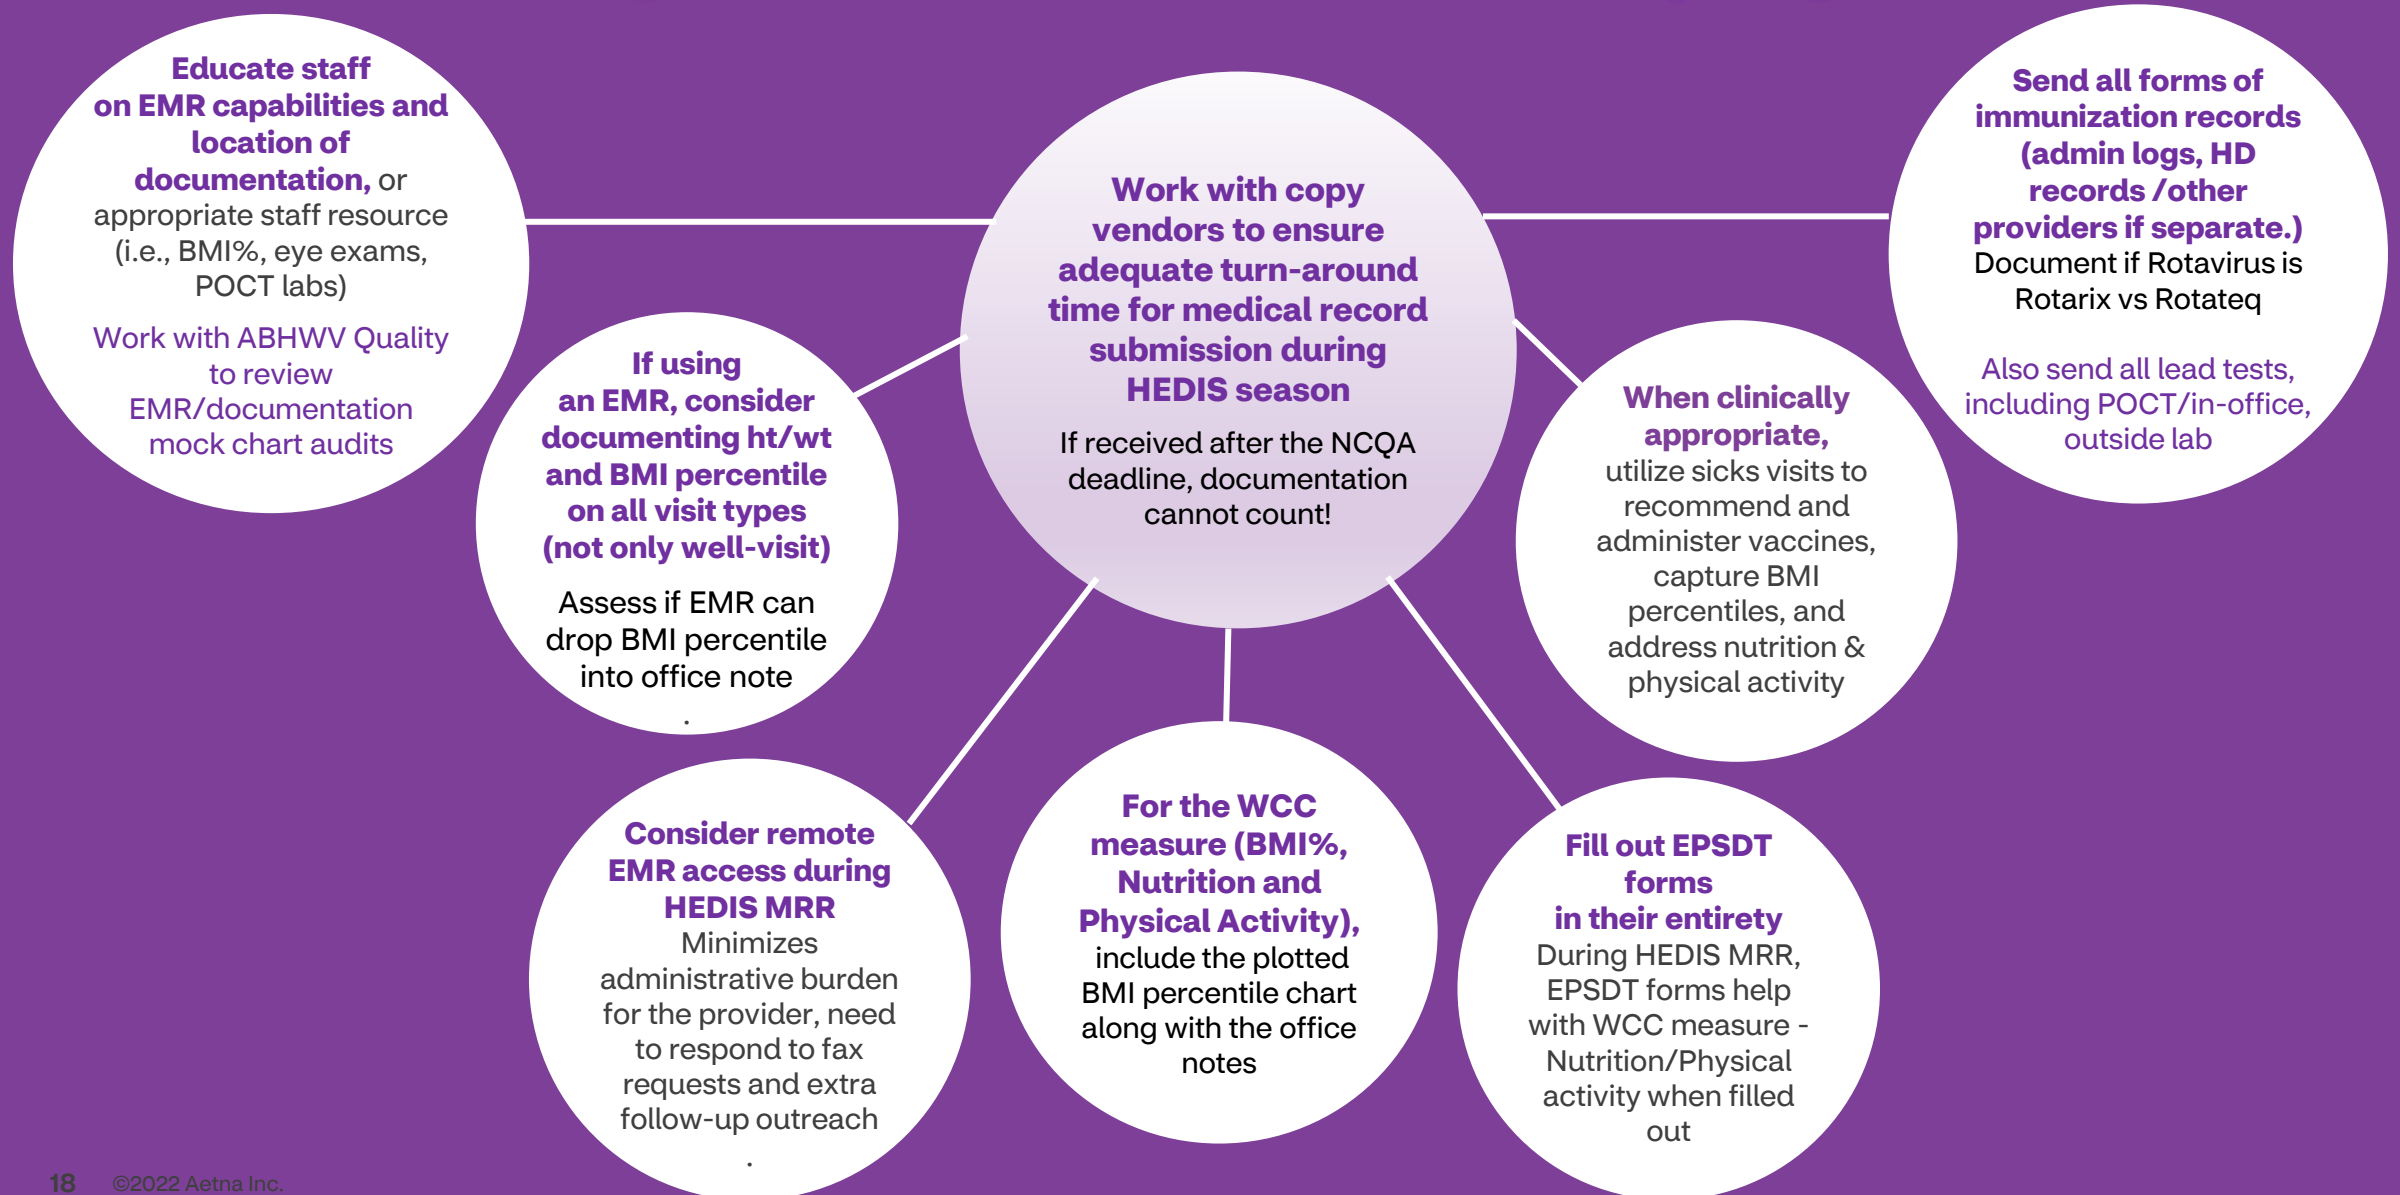 Educate staff
on EMR capabilities and
location of
documentation, or
appropriate staff resource
(i.e., BMI%, eye exams,
POCT labs)
Work with ABHWV Quality
to review
EMR/documentation
mock chart audits
If using
an EMR, consider
documenting ht/wt
and BMI percentile
on all visit types
(not only well-visit)
Assess if EMR can
drop BMI percentile
into office note
.
Work with copy
vendors to ensure
adequate turn-around
time for medical record
submission during
HEDIS season
If received after the NCQA
deadline, documentation
cannot count!
When clinically
appropriate,
utilize sicks visits to
recommend and
administer vaccines,
capture BMI
percentiles, and
address nutrition &
physical activity
Send all forms of
immunization records
(admin logs, HD
records /other
providers if separate.)
Document if Rotavirus is
Rotarix vs Rotateq
Also send all lead tests,
including POCT/in-office,
outside lab
Consider remote
EMR access during
HEDIS MRR
Minimizes
administrative burden
for the provider, need
to respond to fax
requests and extra
follow-up outreach
.
For the WCC
measure (BMI%,
Nutrition and
Physical Activity),
include the plotted
BMI percentile chart
along with the office
notes
Fill out EPSDT
forms
in their entirety
During HEDIS MRR,
EPSDT forms help
with WCC measure -
Nutrition/Physical
activity when filled
out
18 ©2022 Aetna Inc.